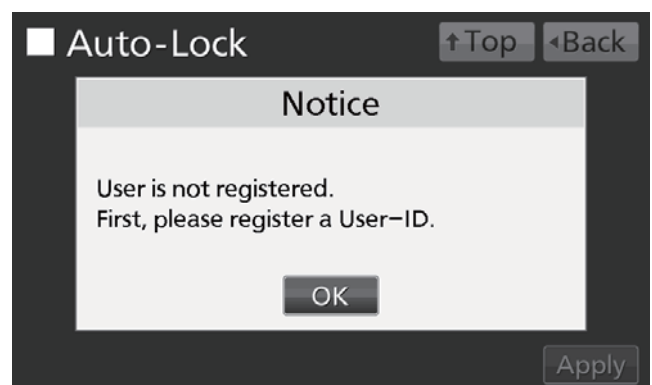 Auto-Lock
↑Top
◂Back
Notice
User is not registered.
First, please register a User-ID.
OK
Apply